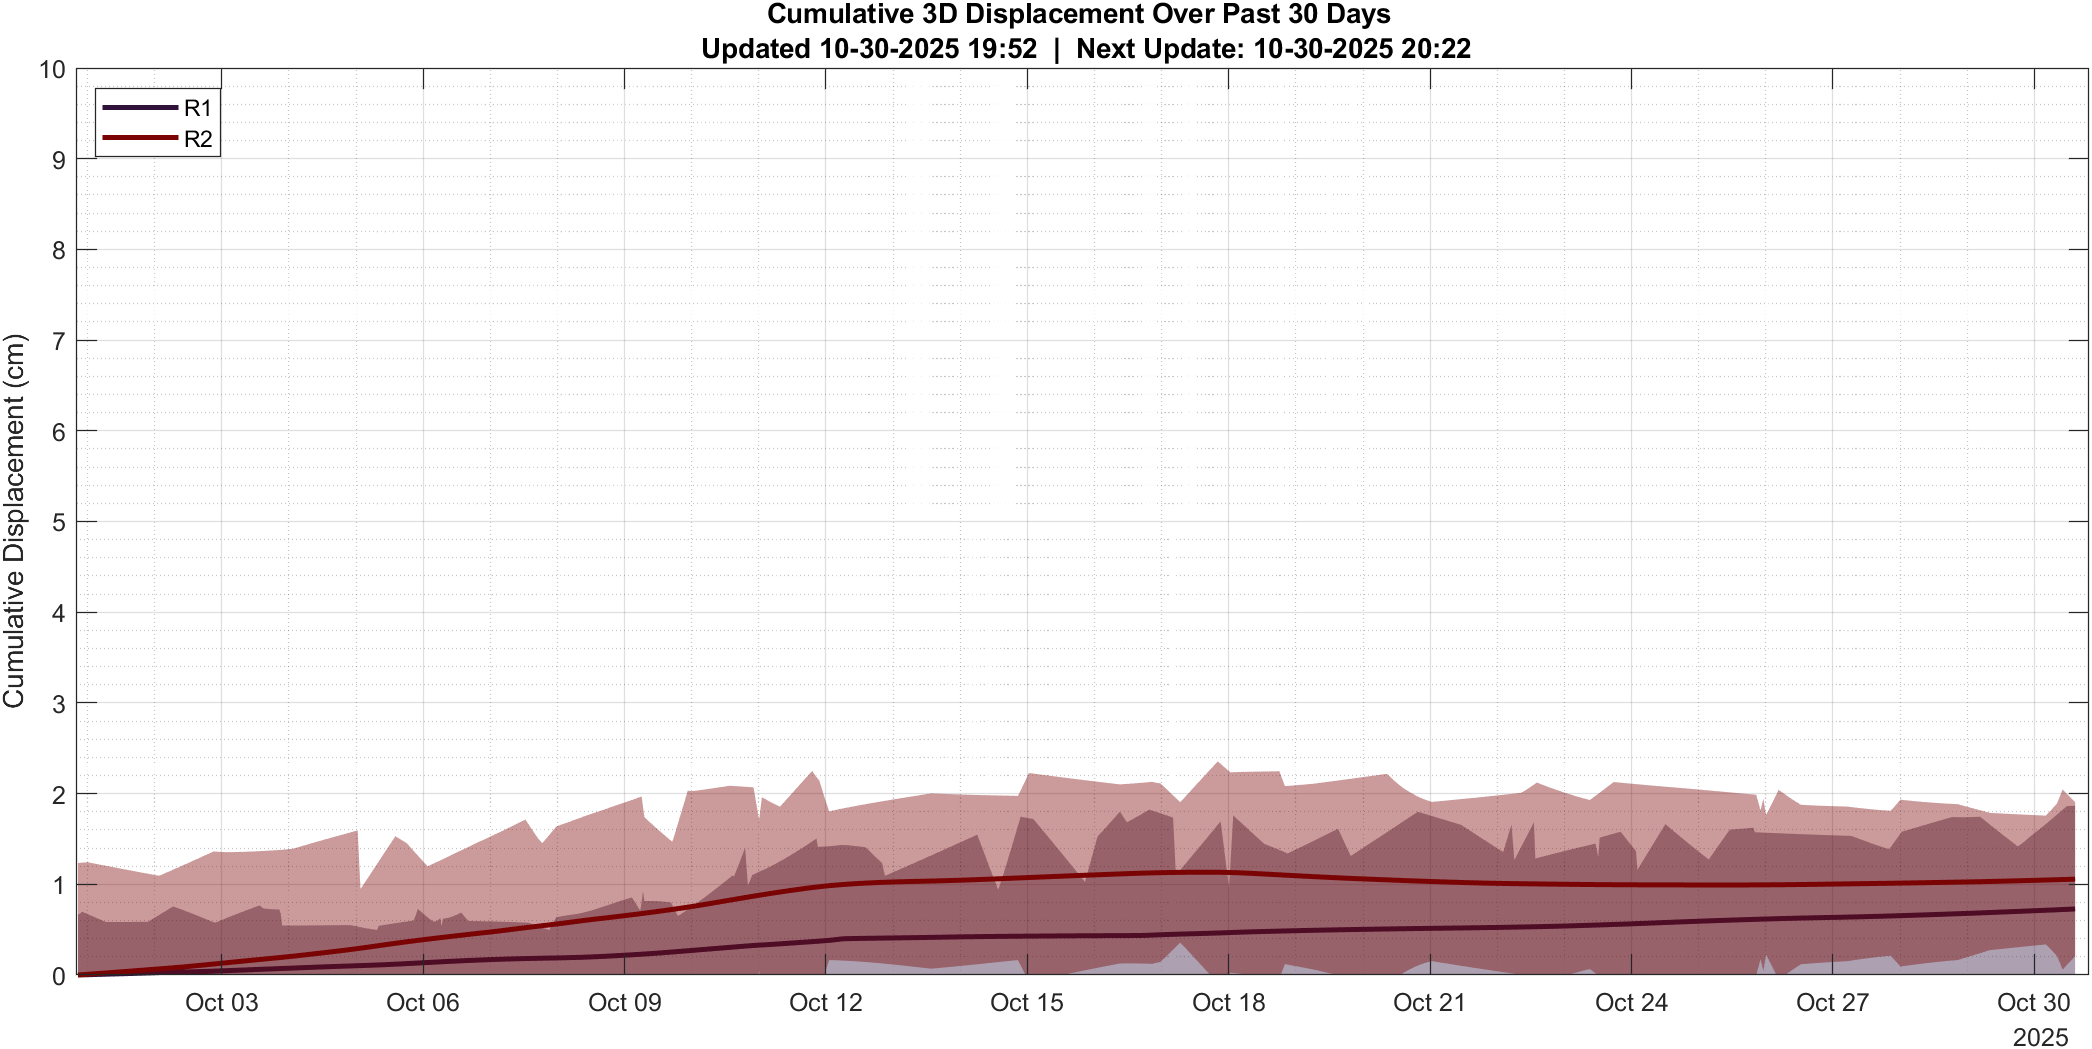 Cumulative 3D Displacement Over Past 30 Days
Updated 10-30-2025 19:52 | Next Update: 10-30-2025 20:22
R1
R2
Cumulative Displacement (cm)
10
9
8
7
6
5
4
3
2
1
0
Oct 03 Oct 06 Oct 09 Oct 12 Oct 15 Oct 18 Oct 21 Oct 24 Oct 27 Oct 30
2025